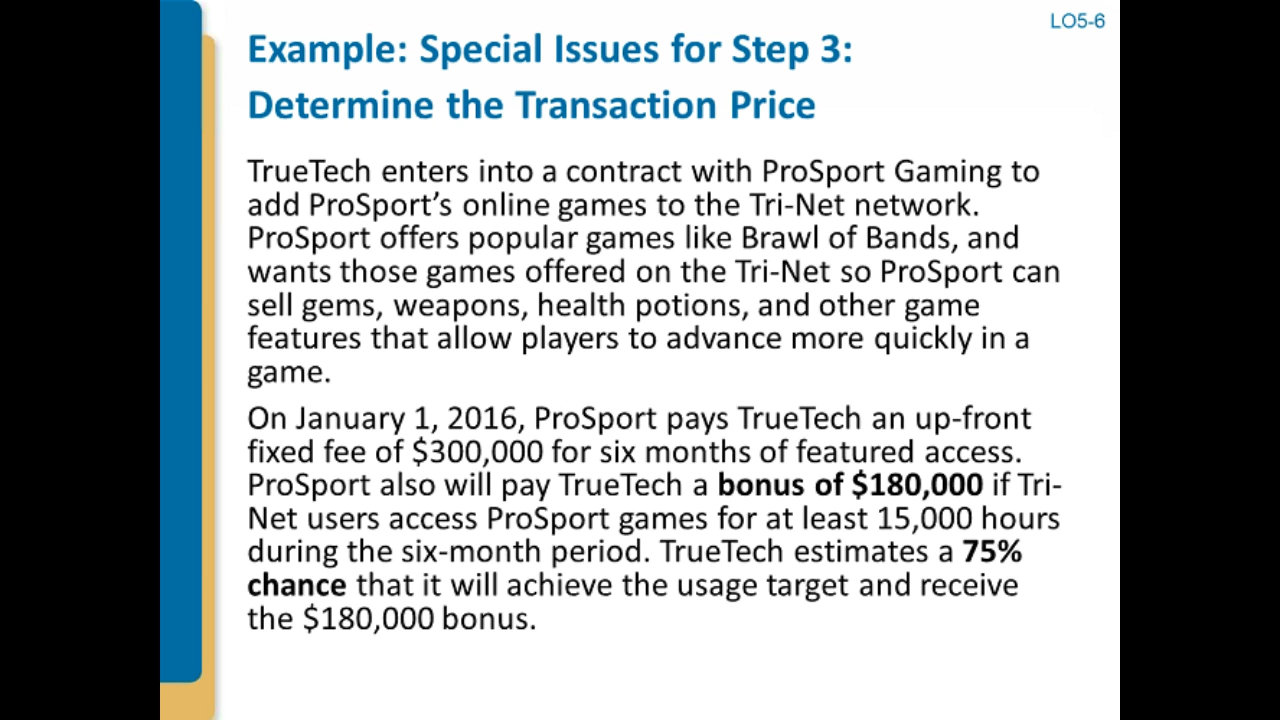 LO5-6
Example: Special Issues for Step 3:
Determine the Transaction Price
TrueTech enters into a contract with ProSport Gaming to
add ProSport’s online games to the Tri-Net network.
ProSport offers popular games like Brawl of Bands, and
wants those games offered on the Tri-Net so ProSport can
sell gems, weapons, health potions, and other game
features that allow players to advance more quickly in a
game.
On January 1, 2016, ProSport pays TrueTech an up-front
fixed fee of $300,000 for six months of featured access.
ProSport also will pay TrueTech a bonus of $180,000 if Tri-
Net users access ProSport games for at least 15,000 hours
during the six-month period. TrueTech estimates a 75%
chance that it will achieve the usage target and receive
the $180,000 bonus.